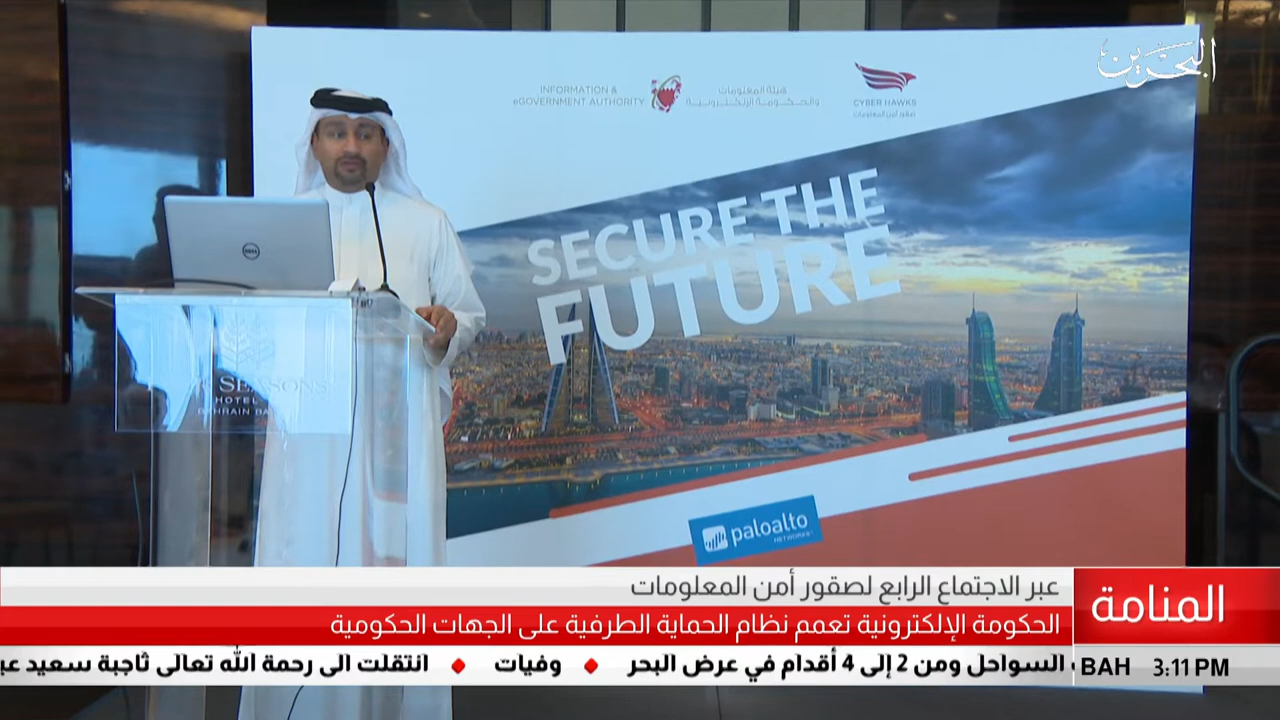 البحرين
INFORMATION &
eGOVERNMENT AUTHORITY
هيئة المعلومات
والحكومة الإلكترونية
CYBER HAWKS
صقور أمن المعلومات
SECURE THE
FUTURE
DELL
SEASONS
HOTEL
BAHRAIN BA
paloalto
NETWORKS
عبر الاجتماع الرابع لصقور أمن المعلومات
المنامة
الحكومة الإلكترونية تعمم نظام الحماية الطرفية على الجهات الحكومية
السواحل ومن 2 إلى 4 أقدام في عرض البحر ♦ وفيات ♦ انتقلت الى رحمة الله تعالى ثاجبة سعيد
BAH 3:11 PM